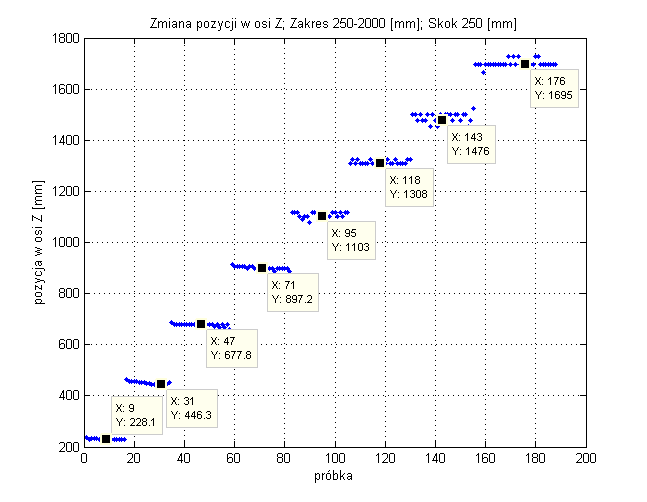 Zmiana pozycji w osi Z; Zakres 250-2000 [mm]; Skok 250 [mm]
1800
1600
1400
1200
1000
800
600
400
200
pozycja w osi Z [mm]
X: 176
Y: 1695
X: 143
Y: 1476
X: 118
Y: 1308
X: 95
Y: 1103
X: 71
Y: 897.2
X: 47
Y: 677.8
X: 31
Y: 446.3
X: 9
Y: 228.1
0 20 40 60 80 100 120 140 160 180 200
próbka